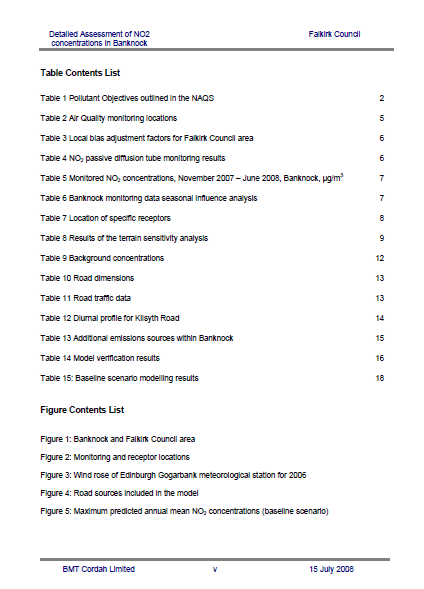 Detailed Assessment of NO2 Falkirk Council
concentrations in Banknock
Table Contents List
Table 1 Pollutant Objectives outlined in the NAQS 2
Table 2 Air Quality monitoring locations 5
Table 3 Local bias adjustment factors for Falkirk Council area 6
Table 4 NO₂ passive diffusion tube monitoring results 6
Table 5 Monitored NO₂ concentrations, November 2007 – June 2008, Banknock, µg/m³ 7
Table 6 Banknock monitoring data seasonal influence analysis 7
Table 7 Location of specific receptors 8
Table 8 Results of the terrain sensitivity analysis 9
Table 9 Background concentrations 12
Table 10 Road dimensions 13
Table 11 Road traffic data 13
Table 12 Diurnal profile for Kilsyth Road 14
Table 13 Additional emissions sources within Banknock 15
Table 14 Model verification results 16
Table 15: Baseline scenario modelling results 18
Figure Contents List
Figure 1: Banknock and Falkirk Council area
Figure 2: Monitoring and receptor locations
Figure 3: Wind rose of Edinburgh Gogarbank meteorological station for 2006
Figure 4: Road sources included in the model
Figure 5: Maximum predicted annual mean NO₂ concentrations (baseline scenario)
BMT Cordah Limited v 15 July 2008